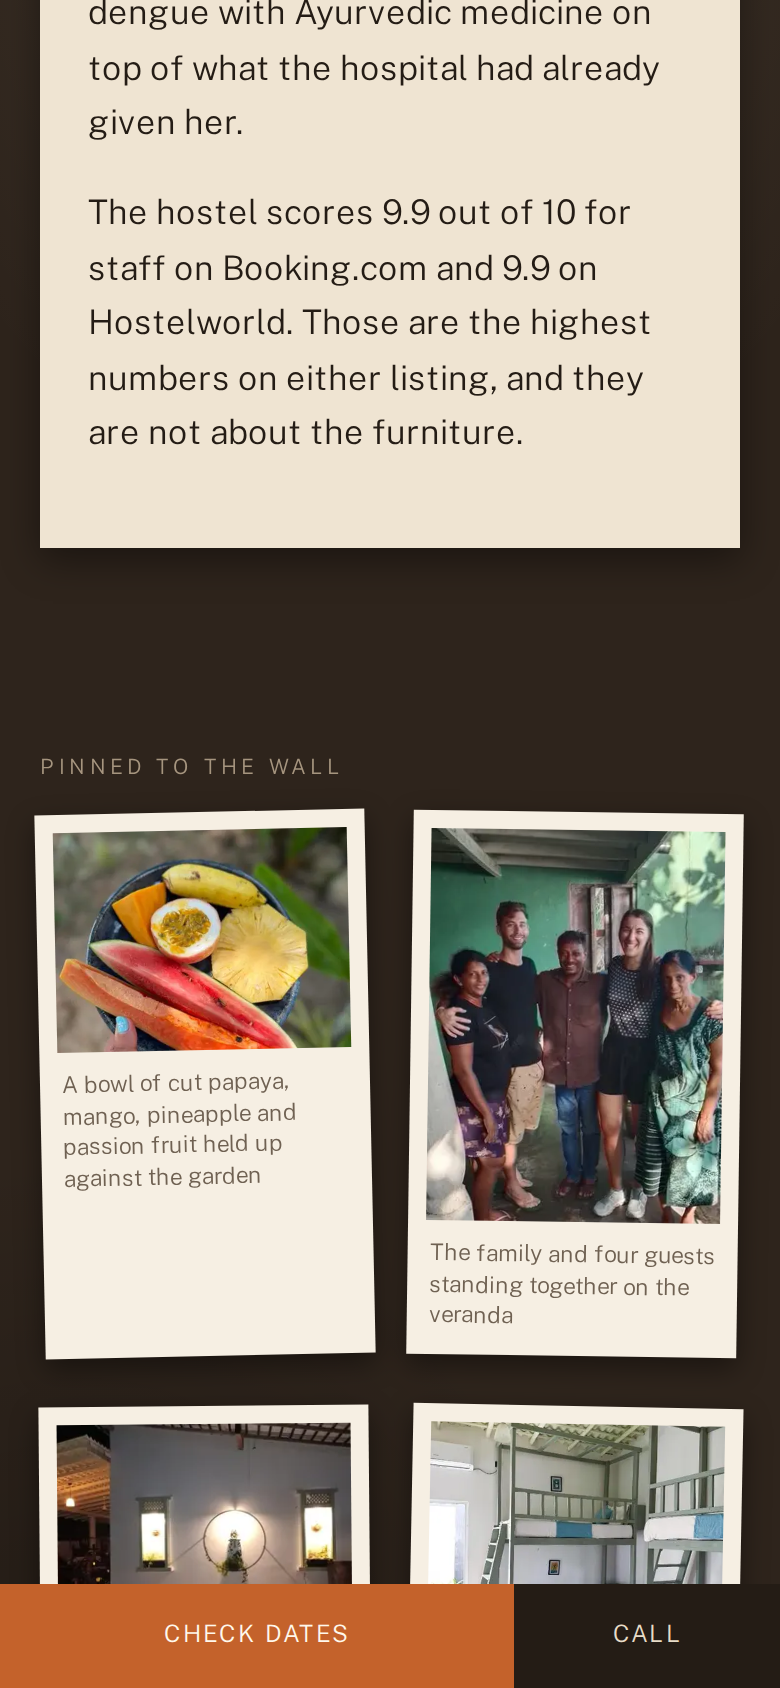 dengue with Ayurvedic medicine on
top of what the hospital had already
given her.
The hostel scores 9.9 out of 10 for
staff on Booking.com and 9.9 on
Hostelworld. Those are the highest
numbers on either listing, and they
are not about the furniture.
PINNED TO THE WALL
A bowl of cut papaya,
mango, pineapple and
passion fruit held up
against the garden
The family and four guests
standing together on the
veranda
CHECK DATES
CALL